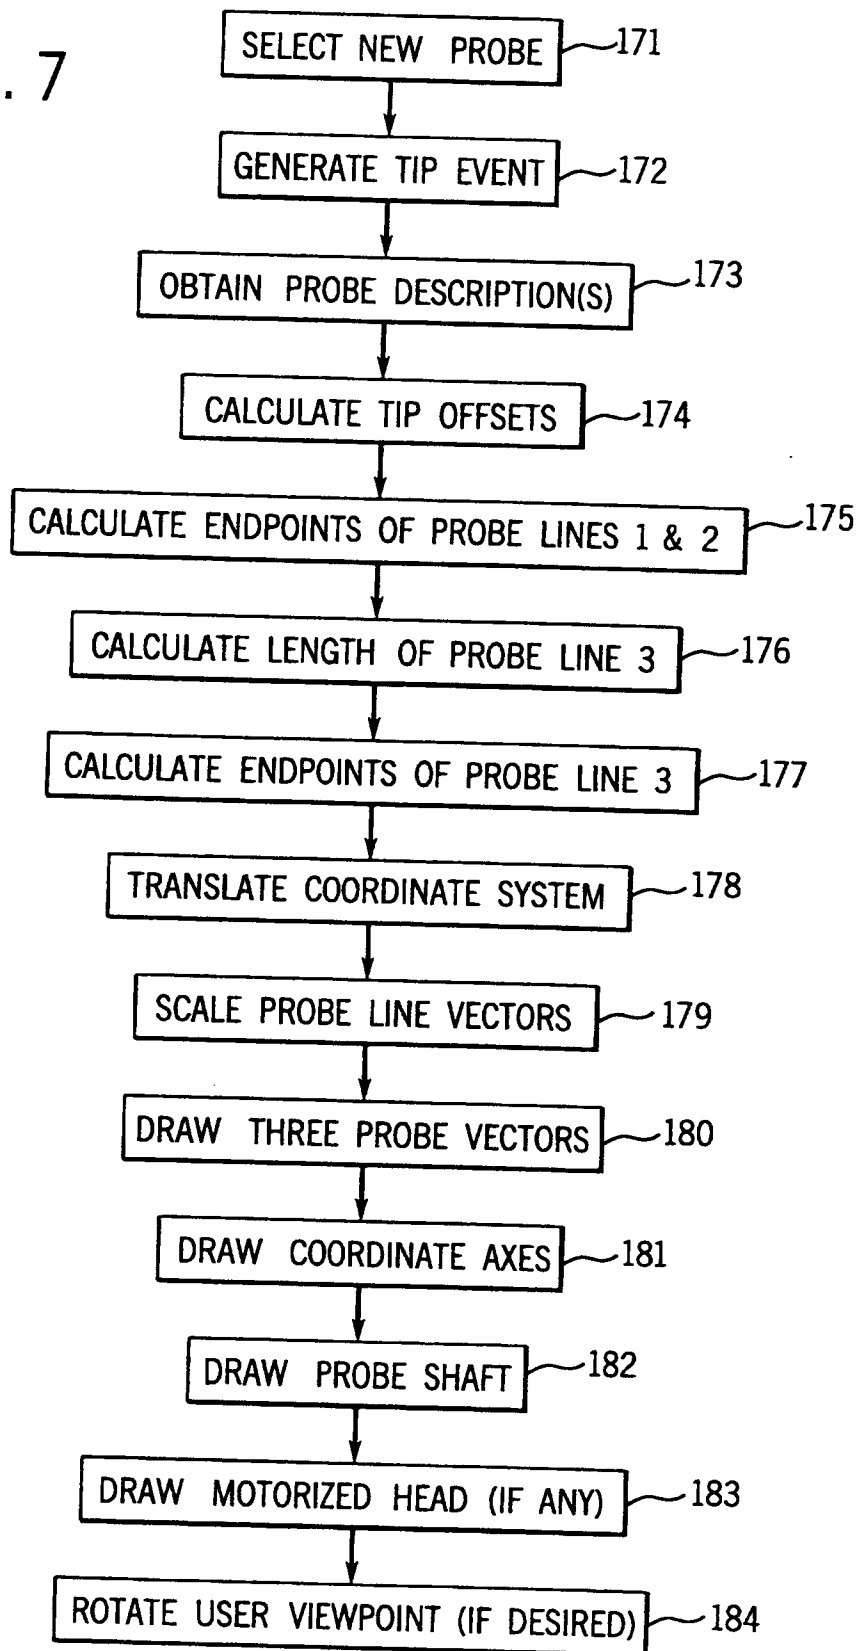 . 7
SELECT NEW PROBE 171
GENERATE TIP EVENT 172
OBTAIN PROBE DESCRIPTION(S) 173
CALCULATE TIP OFFSETS 174
CALCULATE ENDPOINTS OF PROBE LINES 1 & 2 175
CALCULATE LENGTH OF PROBE LINE 3 176
CALCULATE ENDPOINTS OF PROBE LINE 3 177
TRANSLATE COORDINATE SYSTEM 178
SCALE PROBE LINE VECTORS 179
DRAW THREE PROBE VECTORS 180
DRAW COORDINATE AXES 181
DRAW PROBE SHAFT 182
DRAW MOTORIZED HEAD (IF ANY) 183
ROTATE USER VIEWPOINT (IF DESIRED) 184